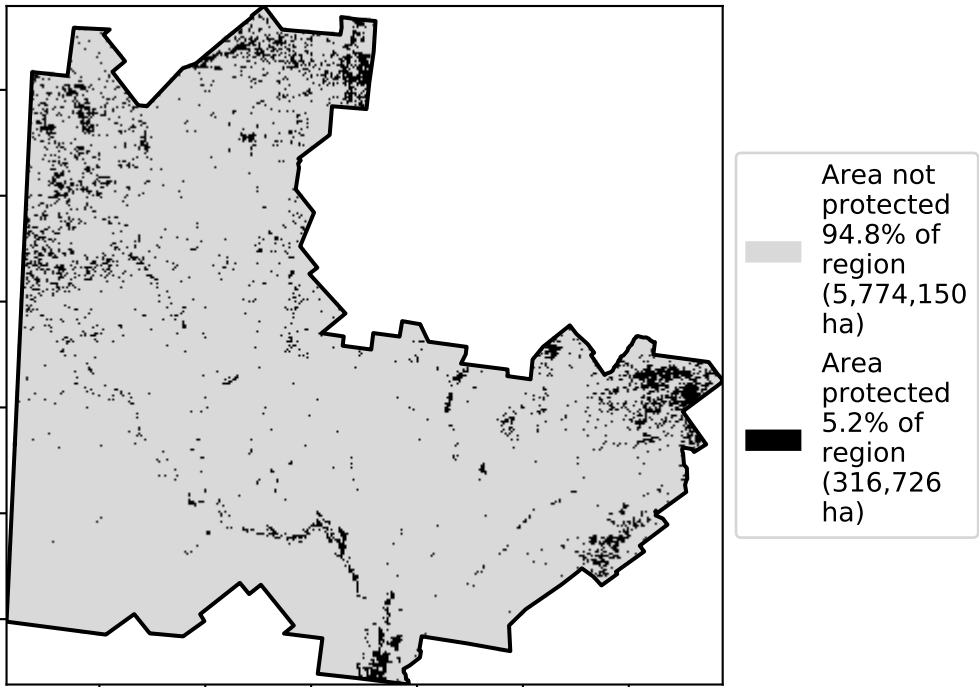 Area not
protected
94.8% of
region
(5,774,150
ha)
Area
protected
5.2% of
region
(316,726
ha)